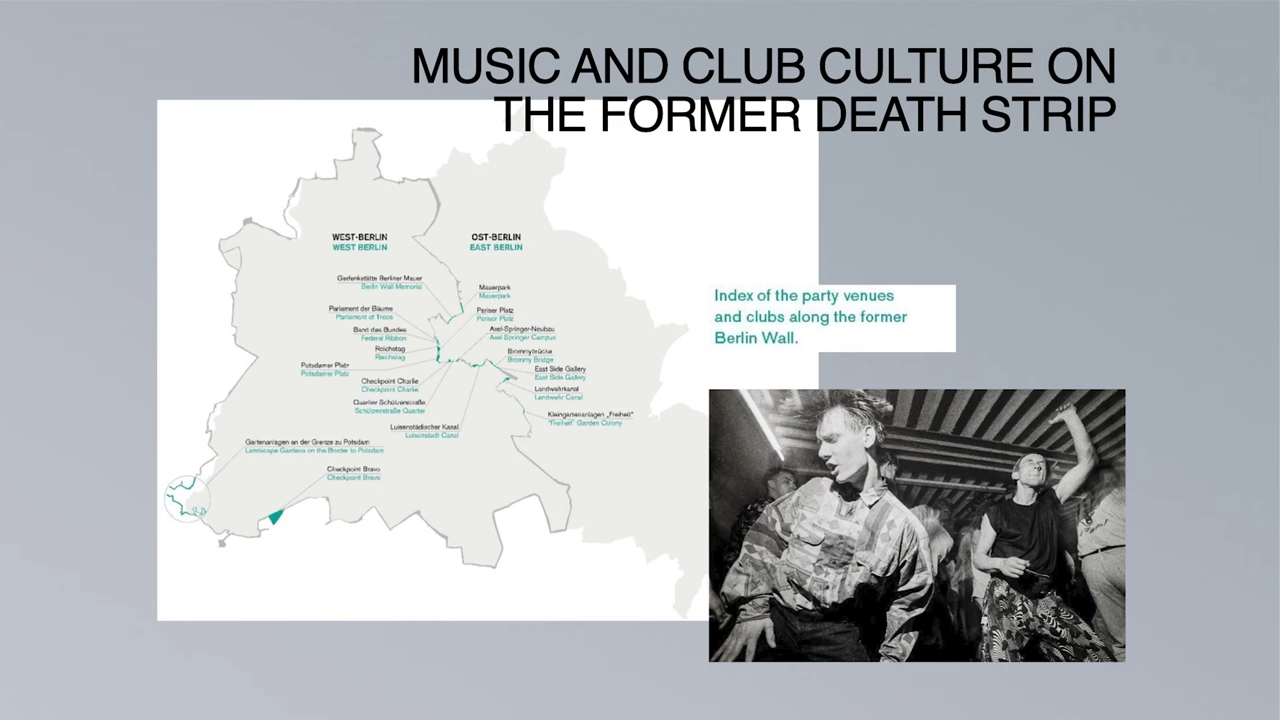 MUSIC AND CLUB CULTURE ON
THE FORMER DEATH STRIP
WEST-BERLIN
WEST BERLIN
OST-BERLIN
EAST BERLIN
Gedenkstätte Berliner Mauer
Berlin Wall Memorial
Mauerpark
Mauerpark
Parlament der Bäume
Parliament of Trees
Pariser Platz
Pariser Platz
Band des Bundes
Federal Ribbon
Axel-Springer-Neubau
Axel Springer Campus
Reichstag
Reichstag
Brommybrücke
Brommy Bridge
Potsdamer Platz
Potsdamer Platz
East Side Gallery
East Side Gallery
Checkpoint Charlie
Checkpoint Charlie
Landwehrkanal
Landwehr Canal
Quartier Schützenstraße
Schützenstraße Quarter
Kleingartenanlagen „Freiheit"
"Freiheit" Garden Colony
Luisenstädtischer Kanal
Luisenstadt Canal
Gartenanlagen an der Grenze zu Potsdam
Landscape Gardens on the Border to Potsdam
Checkpoint Bravo
Checkpoint Bravo
Index of the party venues
and clubs along the former
Berlin Wall.